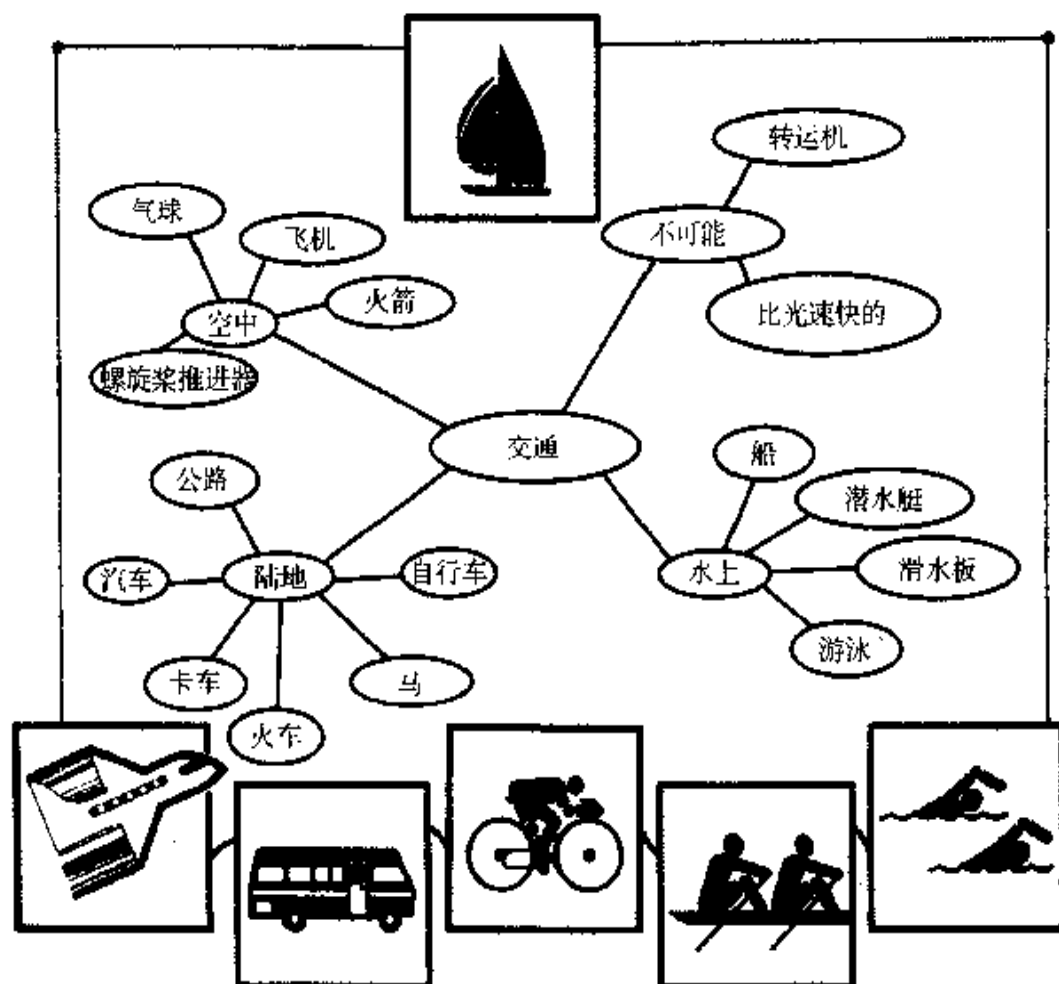 转运机
气球
飞机
不可能
火箭
空中
比光速快的
螺旋桨推进器
交通
船
公路
潜水艇
汽车
陆地
自行车
水上
滑水板
游泳
卡车
马
火车